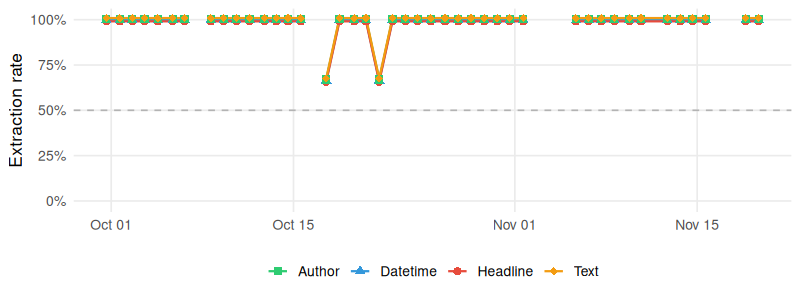 Extraction rate
100%
75%
50%
25%
0%
Oct 01 Oct 15 Nov 01 Nov 15
Author Datetime Headline Text